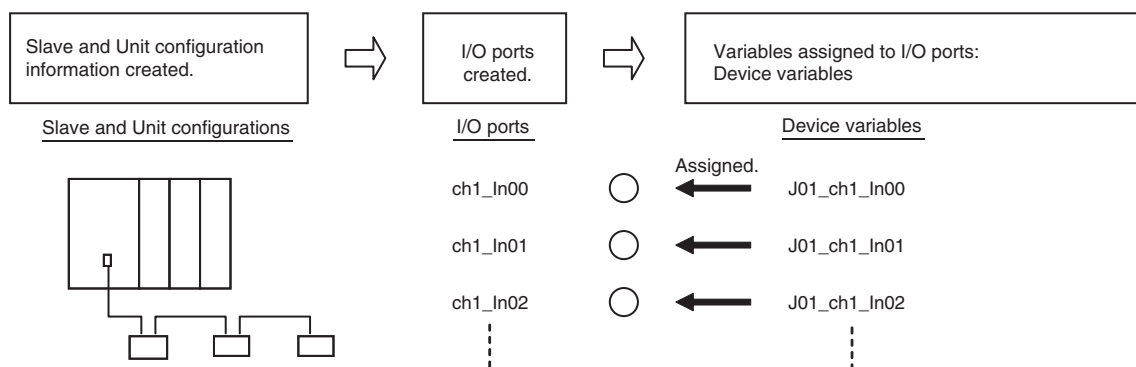 Slave and Unit configuration
information created.
I/O ports
created.
Variables assigned to I/O ports:
Device variables
Slave and Unit configurations
I/O ports
Device variables
Assigned.
ch1_In00
J01_ch1_In00
ch1_In01
J01_ch1_In01
ch1_In02
J01_ch1_In02